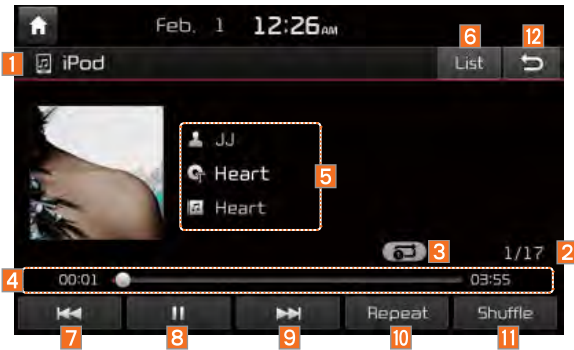 Feb. 1 12:26AM
6 12
1 iPod List
JJ
Heart 5
Heart
3 1/17 2
4 00:01 03:55
Repeat Shuffle
7 8 9 10 11